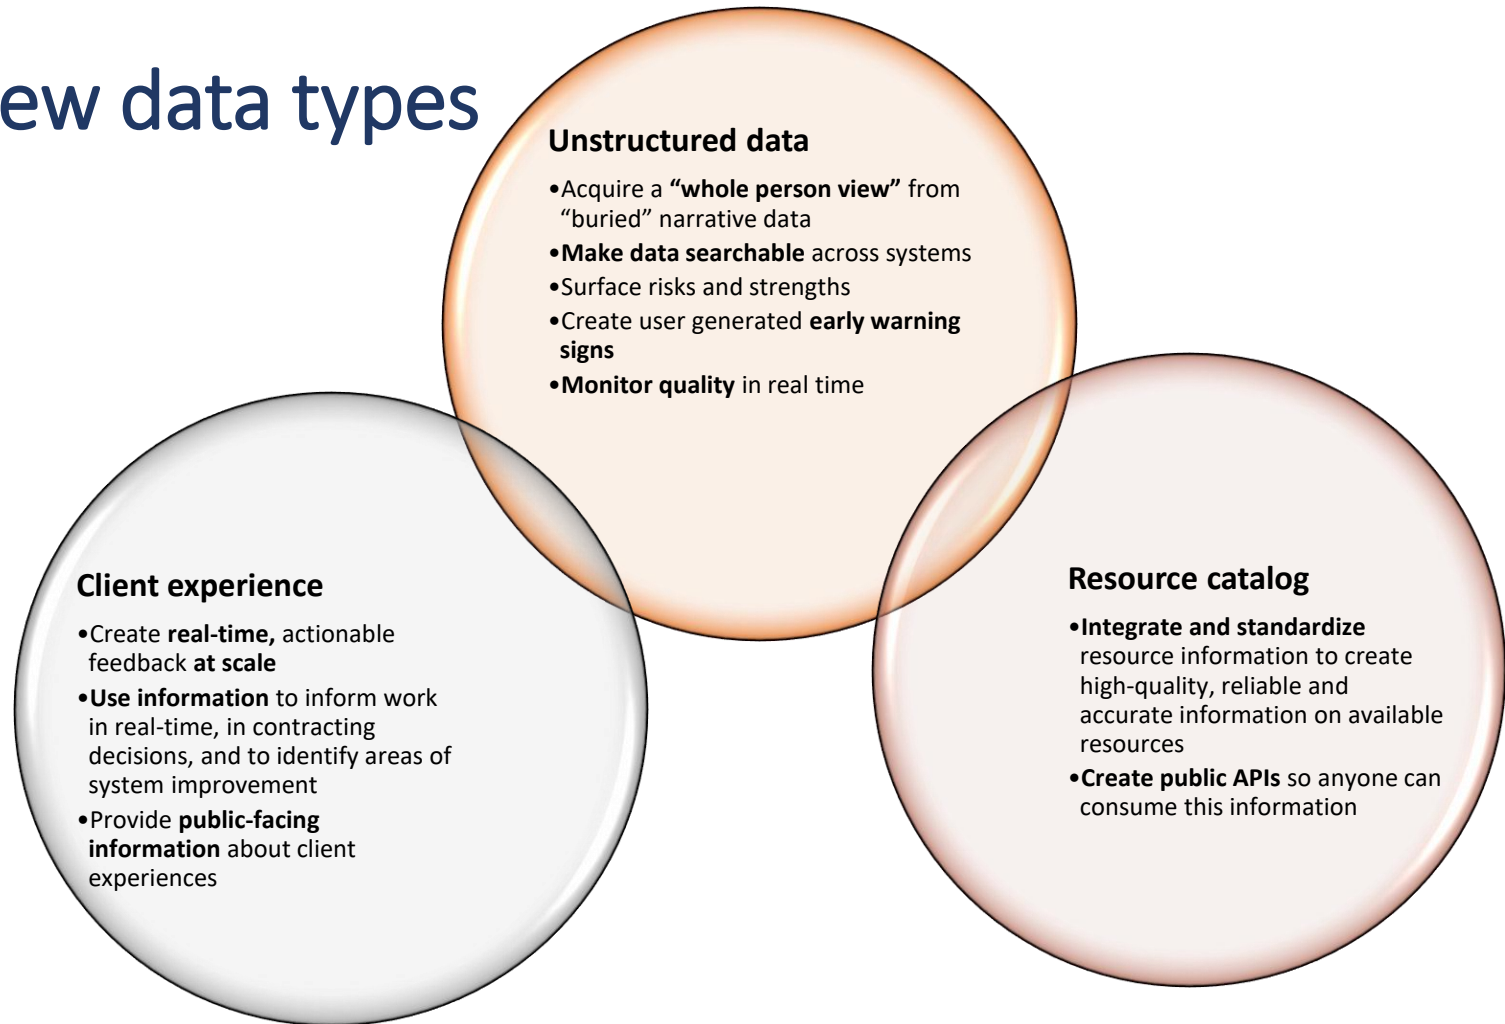 ew data types
Unstructured data
•Acquire a “whole person view” from
“buried” narrative data
•Make data searchable across systems
•Surface risks and strengths
•Create user generated early warning
signs
•Monitor quality in real time
Client experience
•Create real-time, actionable
feedback at scale
•Use information to inform work
in real-time, in contracting
decisions, and to identify areas of
system improvement
•Provide public-facing
information about client
experiences
Resource catalog
•Integrate and standardize
resource information to create
high-quality, reliable and
accurate information on available
resources
•Create public APIs so anyone can
consume this information